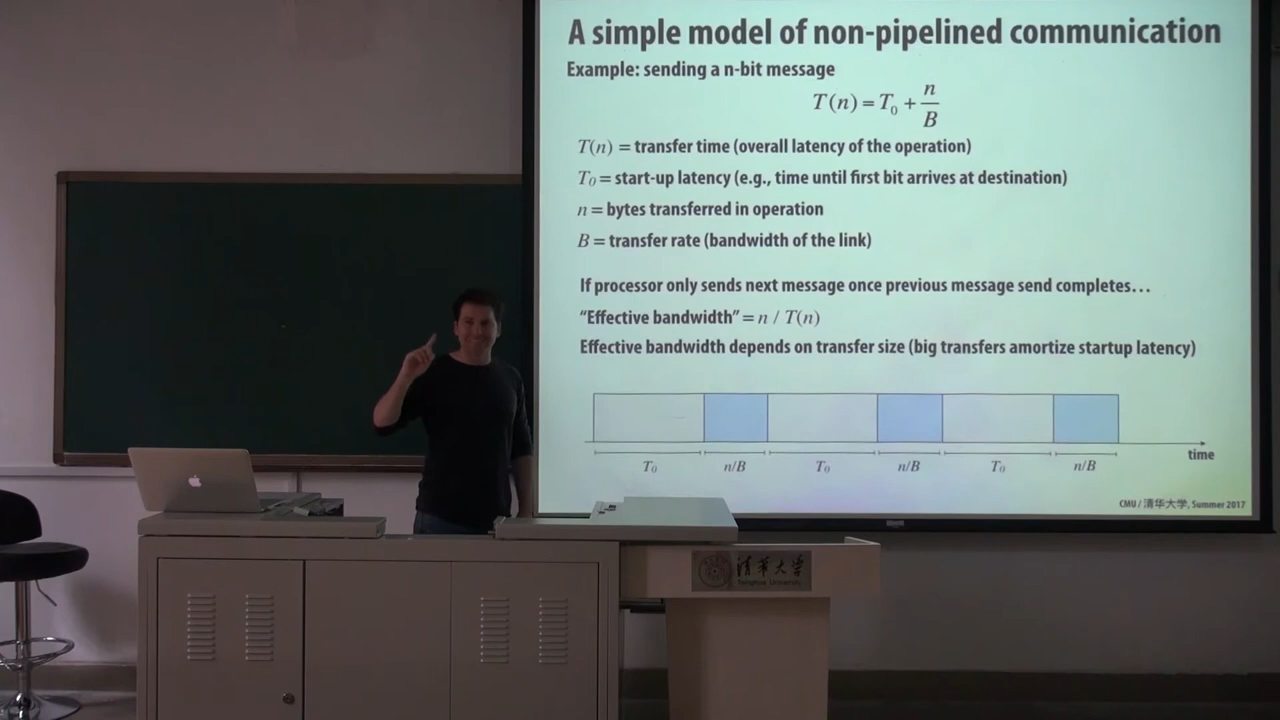 A simple model of non-pipelined communication
Example: sending a n-bit message
T(n) = T₀ + n/B
T(n) = transfer time (overall latency of the operation)
T₀ = start-up latency (e.g., time until first bit arrives at destination)
n = bytes transferred in operation
B = transfer rate (bandwidth of the link)
If processor only sends next message once previous message send completes…
“Effective bandwidth” = n / T(n)
Effective bandwidth depends on transfer size (big transfers amortize startup latency)
time
T₀ n/B T₀ n/B T₀ n/B
CMU / 清华大学, Summer 2017
清华大学
Tsinghua University